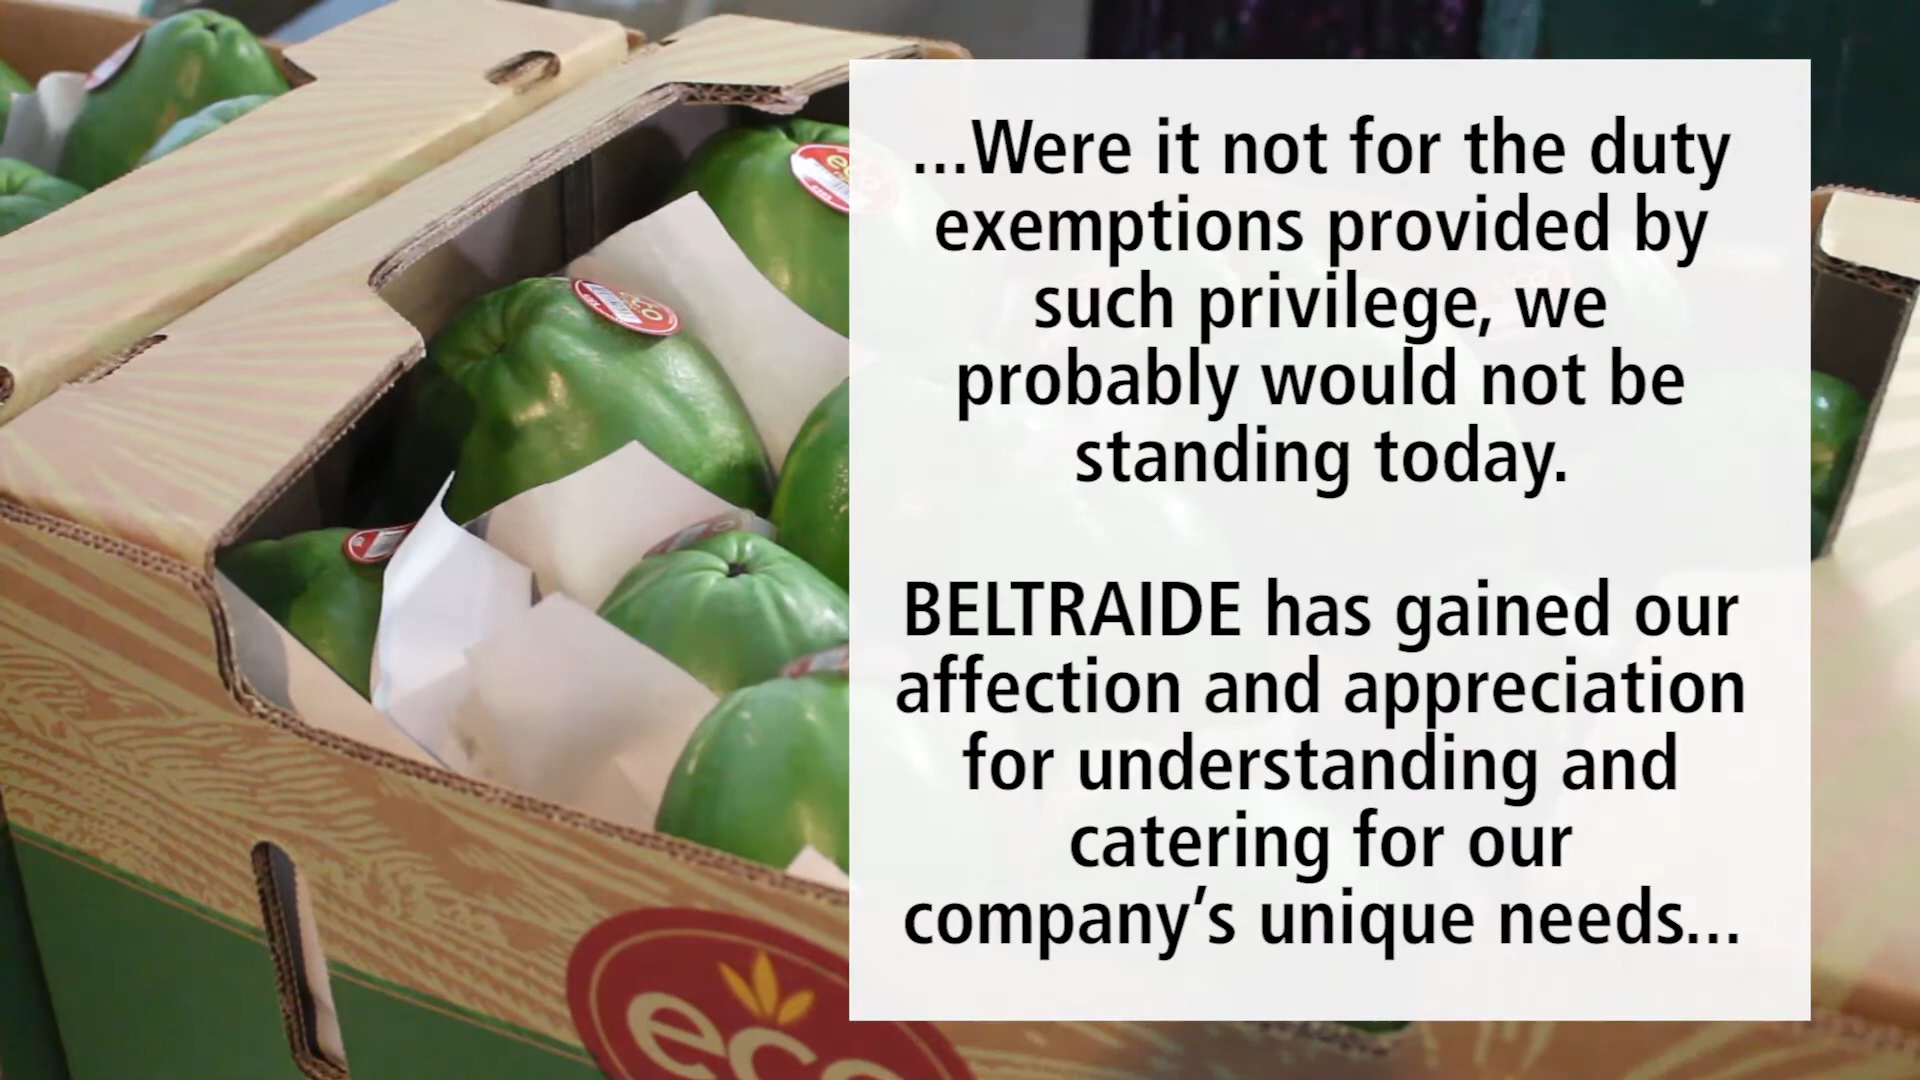 ...Were it not for the duty
exemptions provided by
such privilege, we
probably would not be
standing today.
BELTRAIDE has gained our
affection and appreciation
for understanding and
catering for our
company's unique needs...
eco